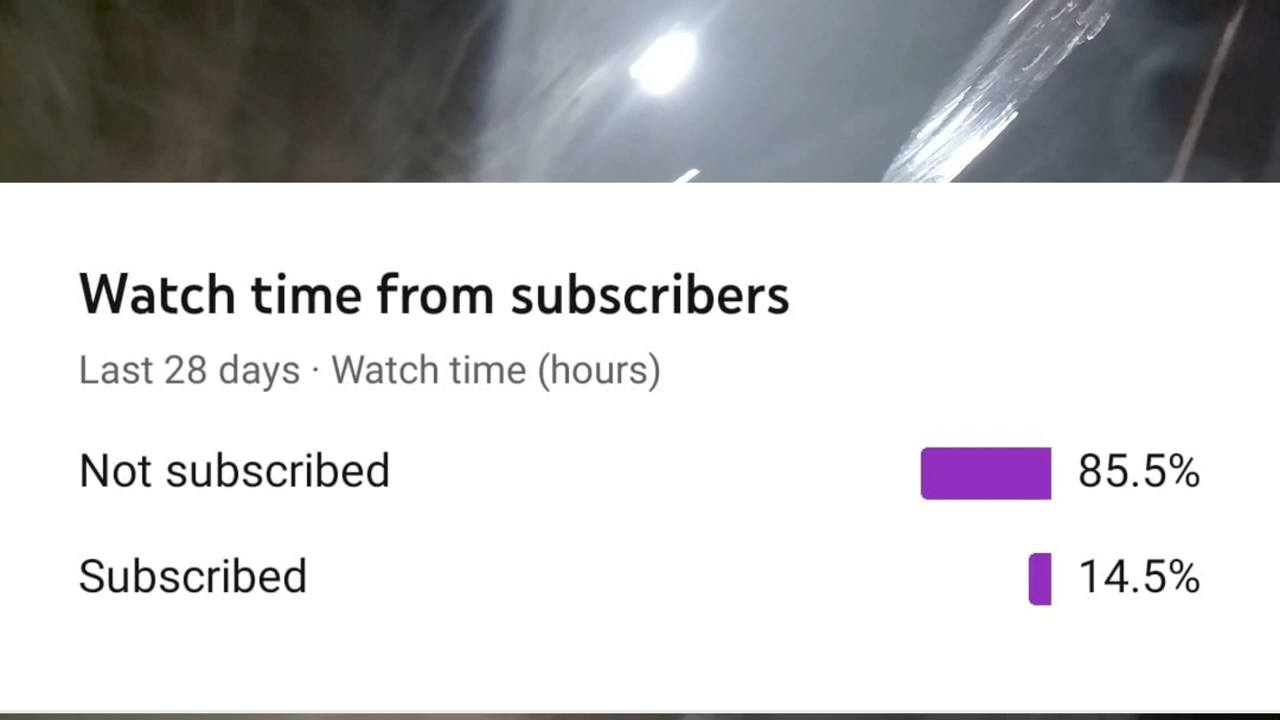 Watch time from subscribers
Last 28 days · Watch time (hours)
Not subscribed 85.5%
Subscribed 14.5%